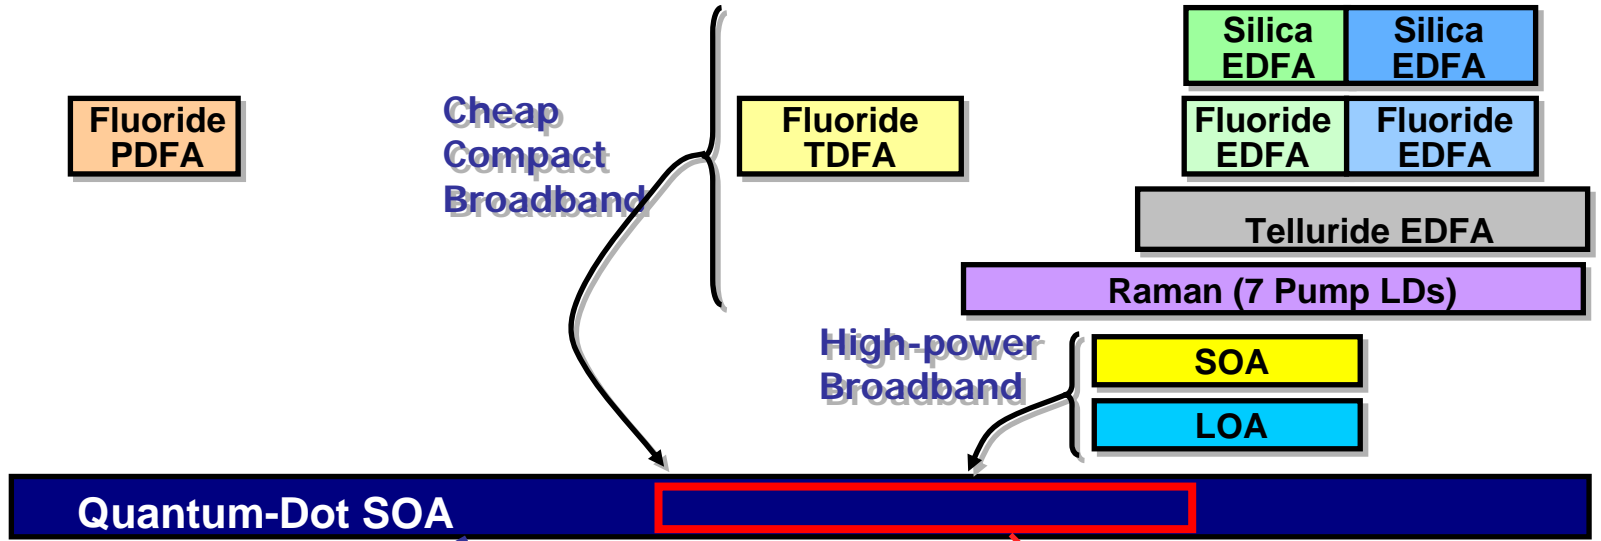 Silica
EDFA
Silica
EDFA
Fluoride
PDFA
Cheap
Compact
Broadband
Fluoride
TDFA
Fluoride
EDFA
Fluoride
EDFA
Telluride EDFA
Raman (7 Pump LDs)
High-power
Broadband
SOA
LOA
Quantum-Dot SOA